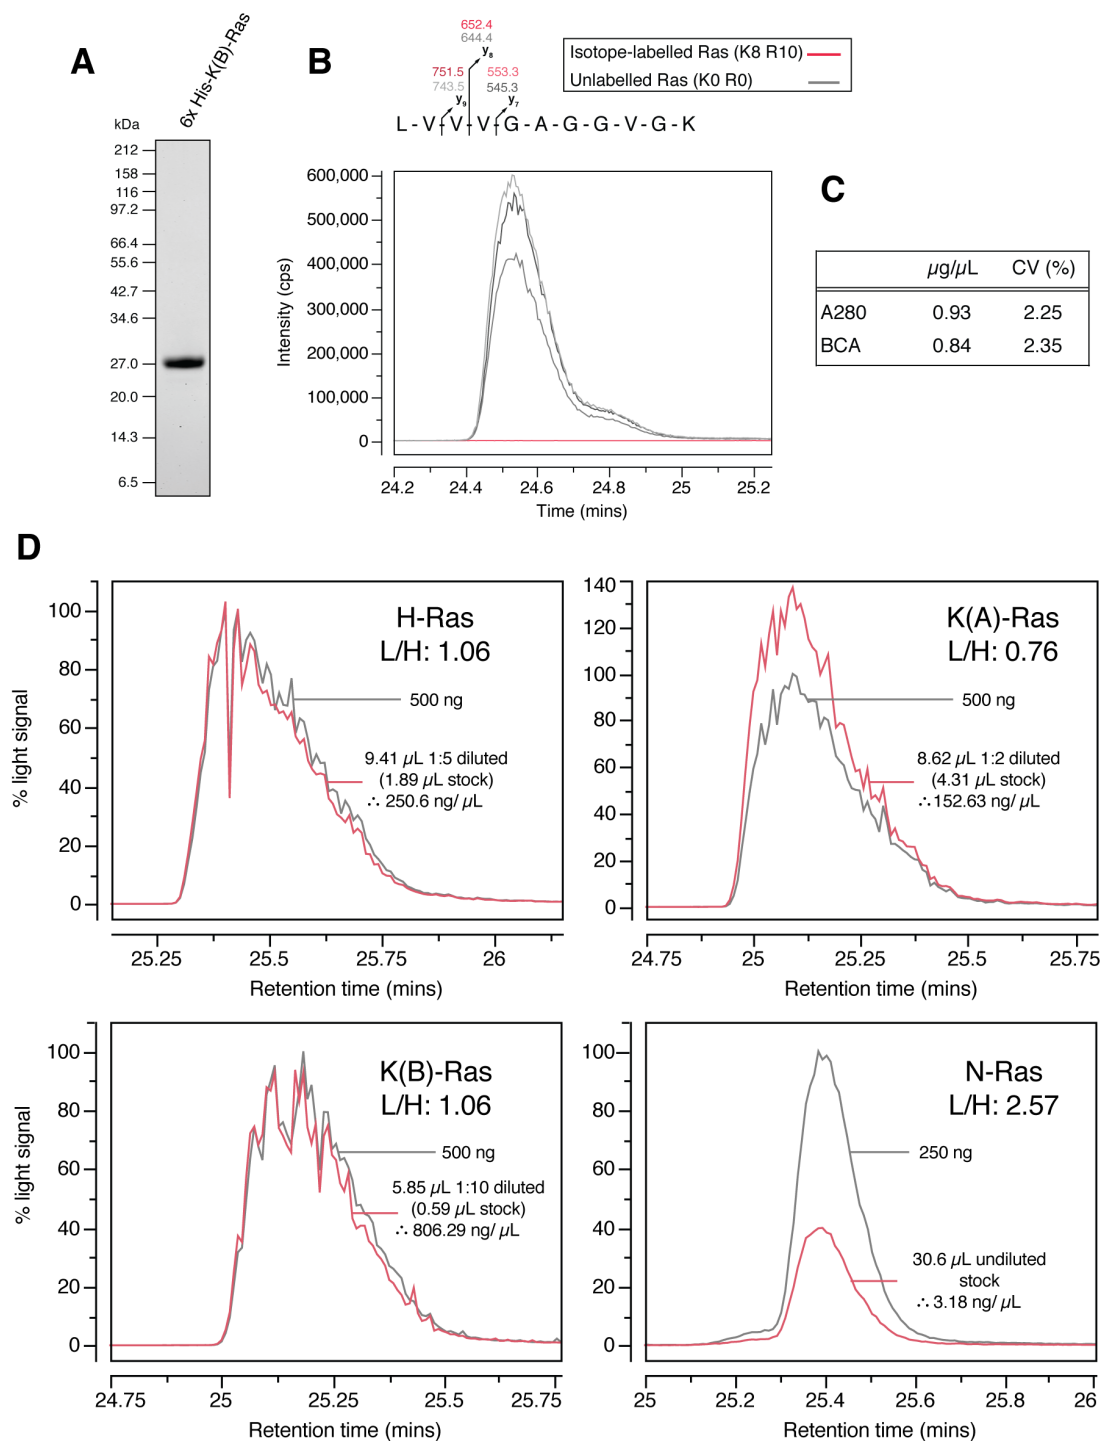 A
6x His-K(B)-Ras
kDa
212
158
116
97.2
66.4
55.6
42.7
34.6
27.0
20.0
14.3
6.5
B
652.4
644.4
y8
751.5
743.5
y9
553.3
545.3
y7
L - V - V - V - G - A - G - G - V - G - K
Isotope-labelled Ras (K8 R10)
Unlabelled Ras (K0 R0)
Intensity (cps)
600,000
500,000
400,000
300,000
200,000
100,000
0
24.2 24.4 24.6 24.8 25 25.2
Time (mins)
C
µg/µL CV (%)
A280 0.93 2.25
BCA 0.84 2.35
D
% light signal
100
80
60
40
20
0
H-Ras
L/H: 1.06
500 ng
9.41 µL 1:5 diluted
(1.89 µL stock)
∴ 250.6 ng/ µL
25.25 25.5 25.75 26
Retention time (mins)
140
120
100
80
60
40
20
0
K(A)-Ras
L/H: 0.76
500 ng
8.62 µL 1:2 diluted
(4.31 µL stock)
∴152.63 ng/ µL
24.75 25 25.25 25.5 25.75
Retention time (mins)
% light signal
100
80
60
40
20
0
K(B)-Ras
L/H: 1.06
500 ng
5.85 µL 1:10 diluted
(0.59 µL stock)
∴ 806.29 ng/ µL
24.75 25 25.25 25.5 25.75
Retention time (mins)
100
80
60
40
20
0
N-Ras
L/H: 2.57
250 ng
30.6 µL undiluted
stock
∴ 3.18 ng/ µL
25 25.2 25.4 25.6 25.8 26
Retention time (mins)